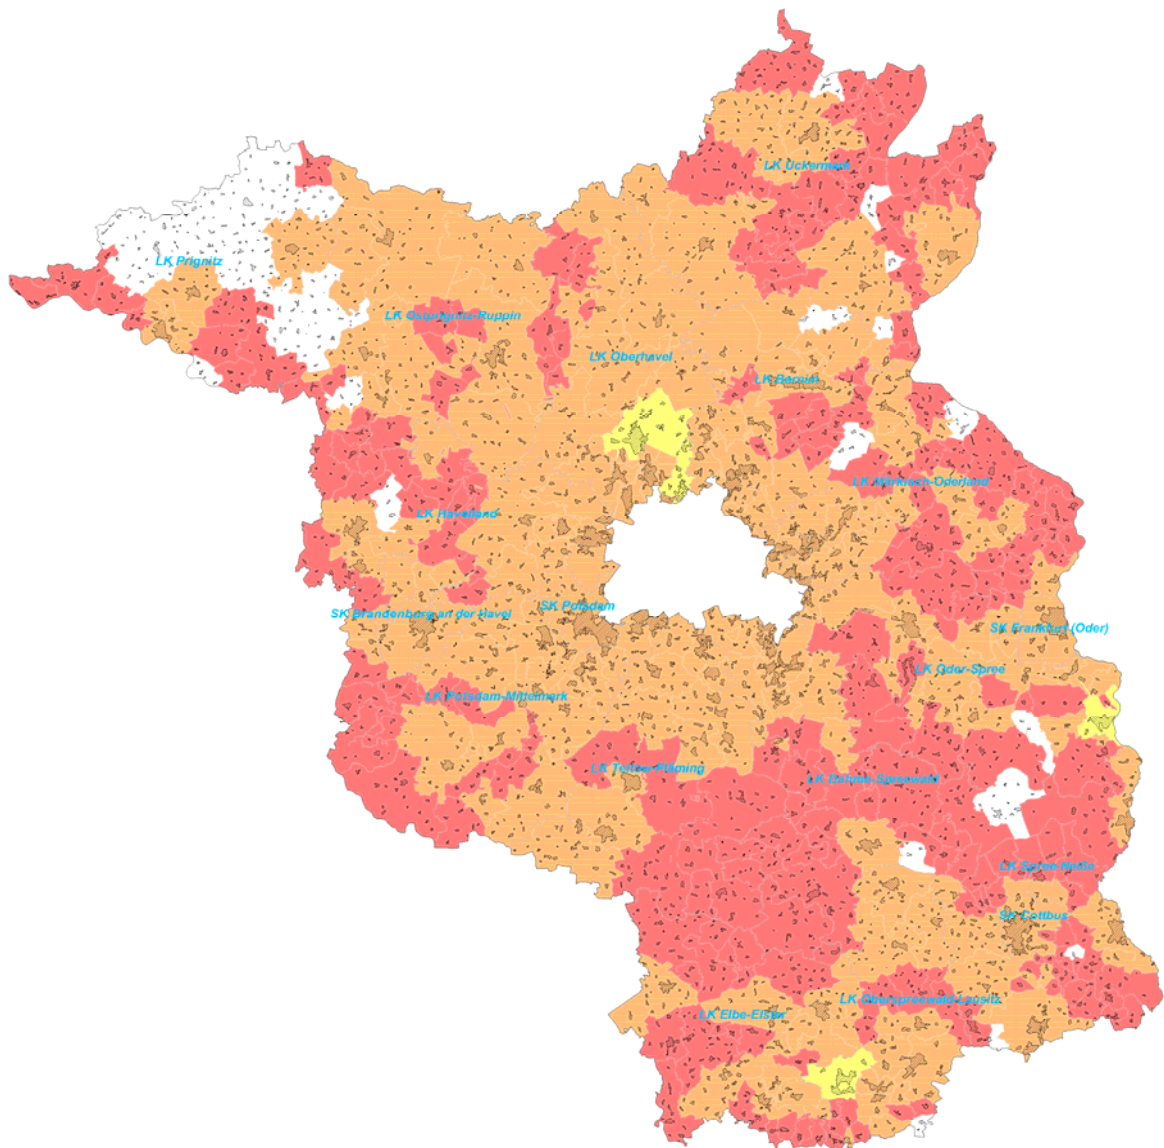 LK Uckermark
LK Prignitz
LK Ostprignitz-Ruppin
LK Oberhavel
LK Barnim
LK Märkisch-Oderland
LK Havelland
SK Potsdam
SK Brandenburg an der Havel
SK Frankfurt (Oder)
LK Oder-Spree
LK Potsdam-Mittelmark
LK Teltow-Fläming
LK Dahme-Spreewald
LK Spree-Neiße
SK Cottbus
LK Oberspreewald-Lausitz
LK Elbe-Elster